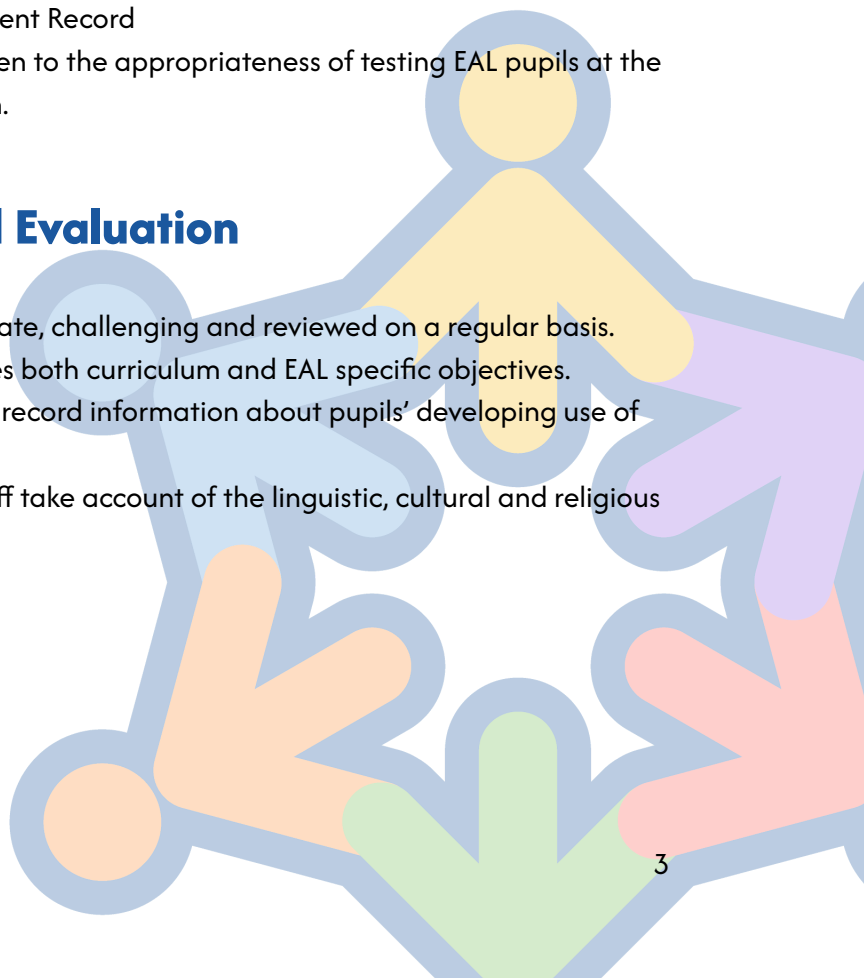 ent Record
en to the appropriateness of testing EAL pupils at the
.
l Evaluation
ate, challenging and reviewed on a regular basis.
es both curriculum and EAL specific objectives.
record information about pupils’ developing use of
ff take account of the linguistic, cultural and religious
3